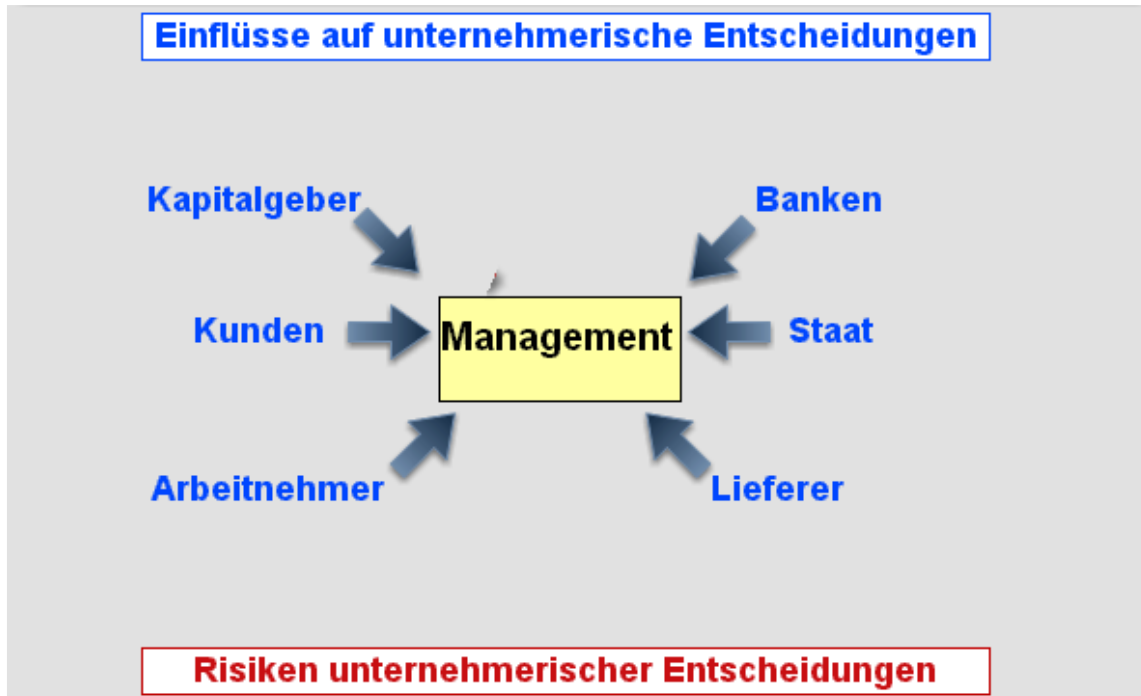 Einflüsse auf unternehmerische Entscheidungen
Kapitalgeber
Banken
Kunden
Management
Staat
Arbeitnehmer
Lieferer
Risiken unternehmerischer Entscheidungen